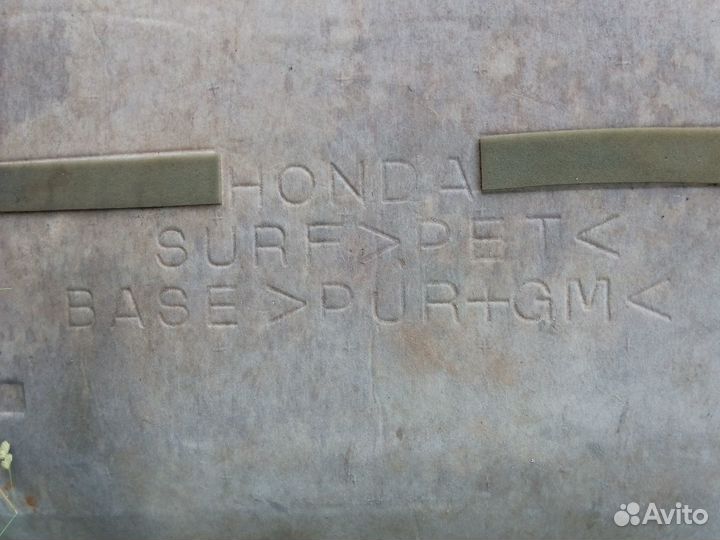 HONDA
SURF>PET<
BASE>PUR+GM<
Avito